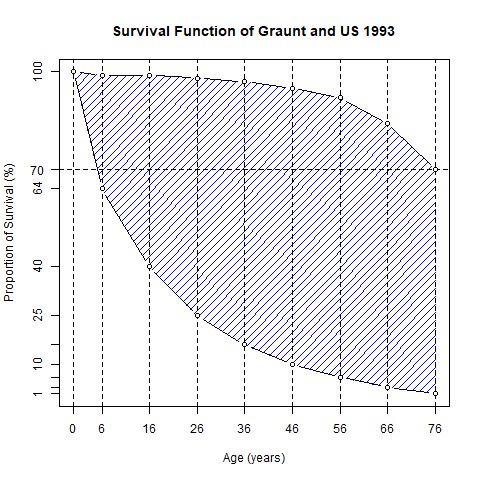 Survival Function of Graunt and US 1993
Proportion of Survival (%)
100
70
64
40
25
10
1
0 6 16 26 36 46 56 66 76
Age (years)